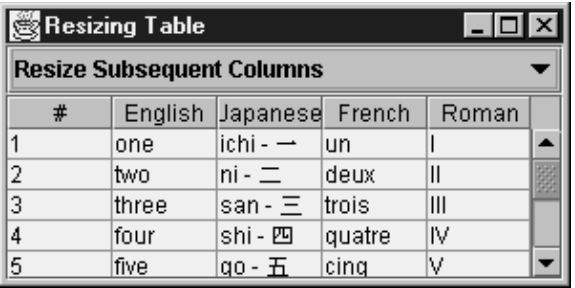 Resizing Table
Resize Subsequent Columns
# English Japanese French Roman
1 one ichi - 一 un I
2 two ni - 二 deux II
3 three san - 三 trois III
4 four shi - 四 quatre IV
5 five go - 五 cinq V